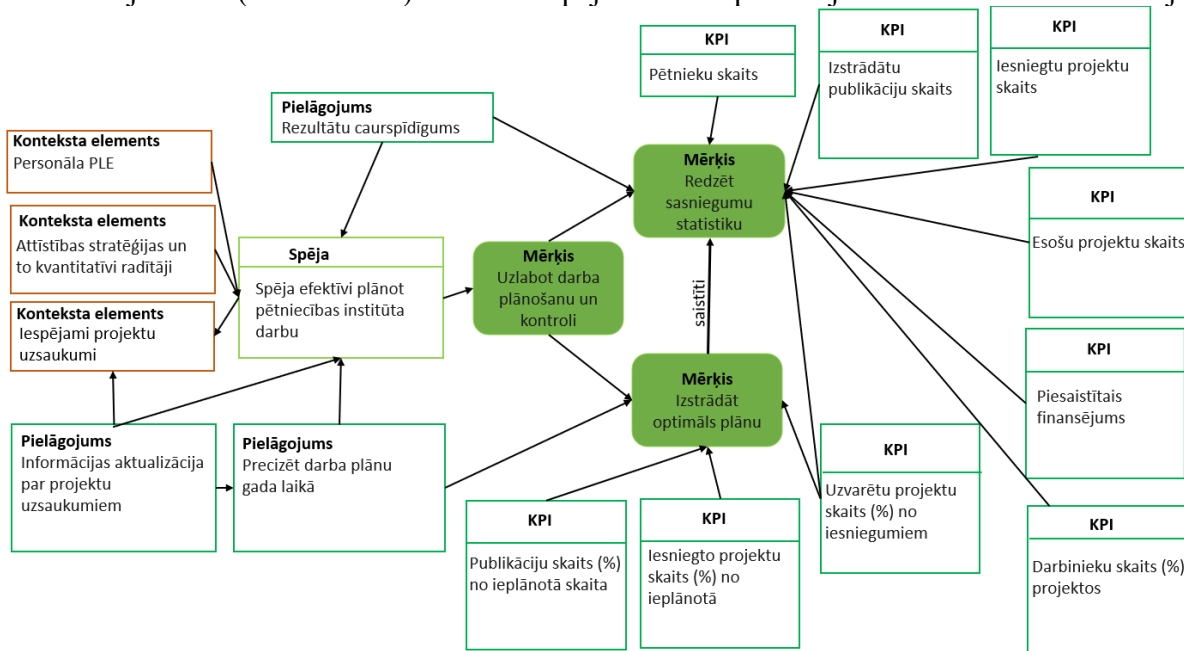 KPI
Pētnieku skaits
KPI
Izstrādātu
publikāciju skaits
KPI
Iesniegtu projektu
skaits
Pielāgojums
Rezultātu caurspīdīgums
Konteksta elements
Personāla PLE
Mērķis
Redzēt
sasniegumu
statistiku
KPI
Esošu projektu skaits
Konteksta elements
Attīstības stratēģijas un
to kvantitatīvi radītāji
Spēja
Spēja efektīvi plānot
pētniecības institūta
darbu
Mērķis
Uzlabot darba
plānošanu un
kontroli
saistīti
Konteksta elements
Iespējami projektu
uzsaukumi
Mērķis
Izstrādāt
optimāls plānu
KPI
Piesaistītais
finansējums
Pielāgojums
Informācijas aktualizācija
par projektu
uzsaukumiem
Pielāgojums
Precizēt darba plānu
gada laikā
KPI
Uzvarētu projektu
skaits (%) no
iesniegumiem
KPI
Publikāciju skaits (%)
no ieplānotā skaita
KPI
Iesniegto projektu
skaits (%) no
ieplānotā
KPI
Darbinieku skaits (%)
projektos